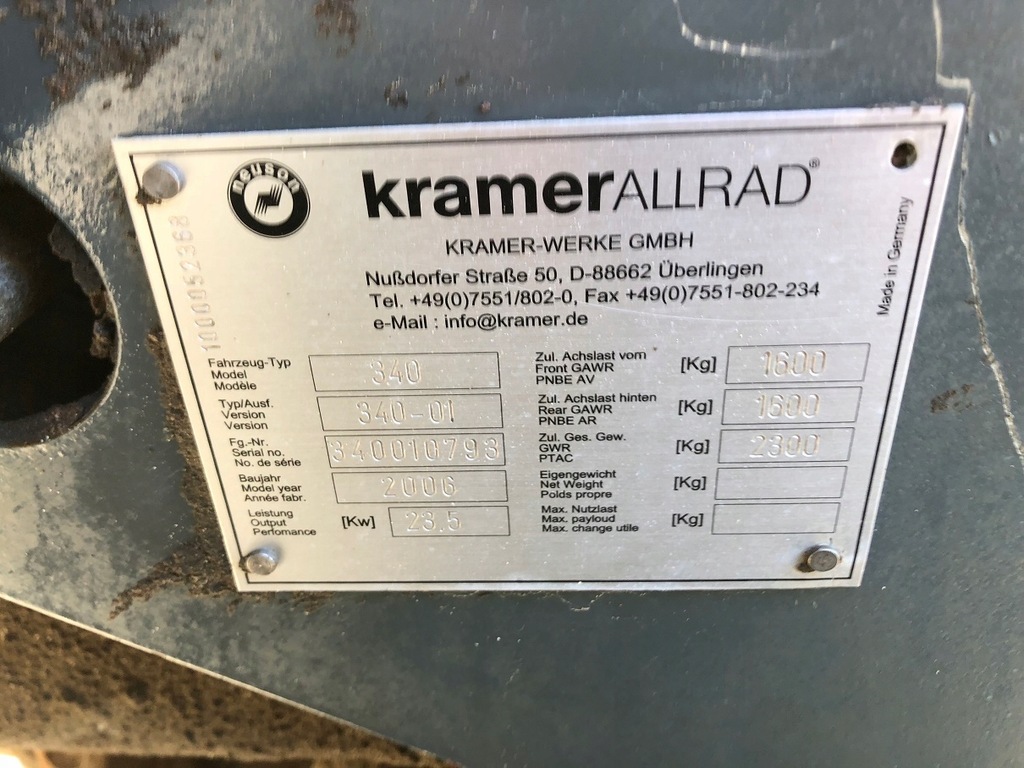 neuson
kramerALLRAD®
KRAMER-WERKE GMBH
Nußdorfer Straße 50, D-88662 Überlingen
Tel. +49(0)7551/802-0, Fax +49(0)7551-802-234
e-Mail : info@kramer.de
Made in Germany
1000052368
Fahrzeug-Typ
Model
Modèle
340
Typ/Ausf.
Version
Version
340-01
Fg.-Nr.
Serial no.
No. de série
340010793
Baujahr
Model year
Année fabr.
2006
Leistung
Output
Perfomance
[Kw] 23.5
Zul. Achslast vorn
Front GAWR
PNBE AV
[Kg] 1600
Zul. Achslast hinten
Rear GAWR
PNBE AR
[Kg] 1600
Zul. Ges. Gew.
GWR
PTAC
[Kg] 2300
Eigengewicht
Net Weight
Polds propre
[Kg]
Max. Nutzlast
Max. payloud
Max. change utile
[Kg]